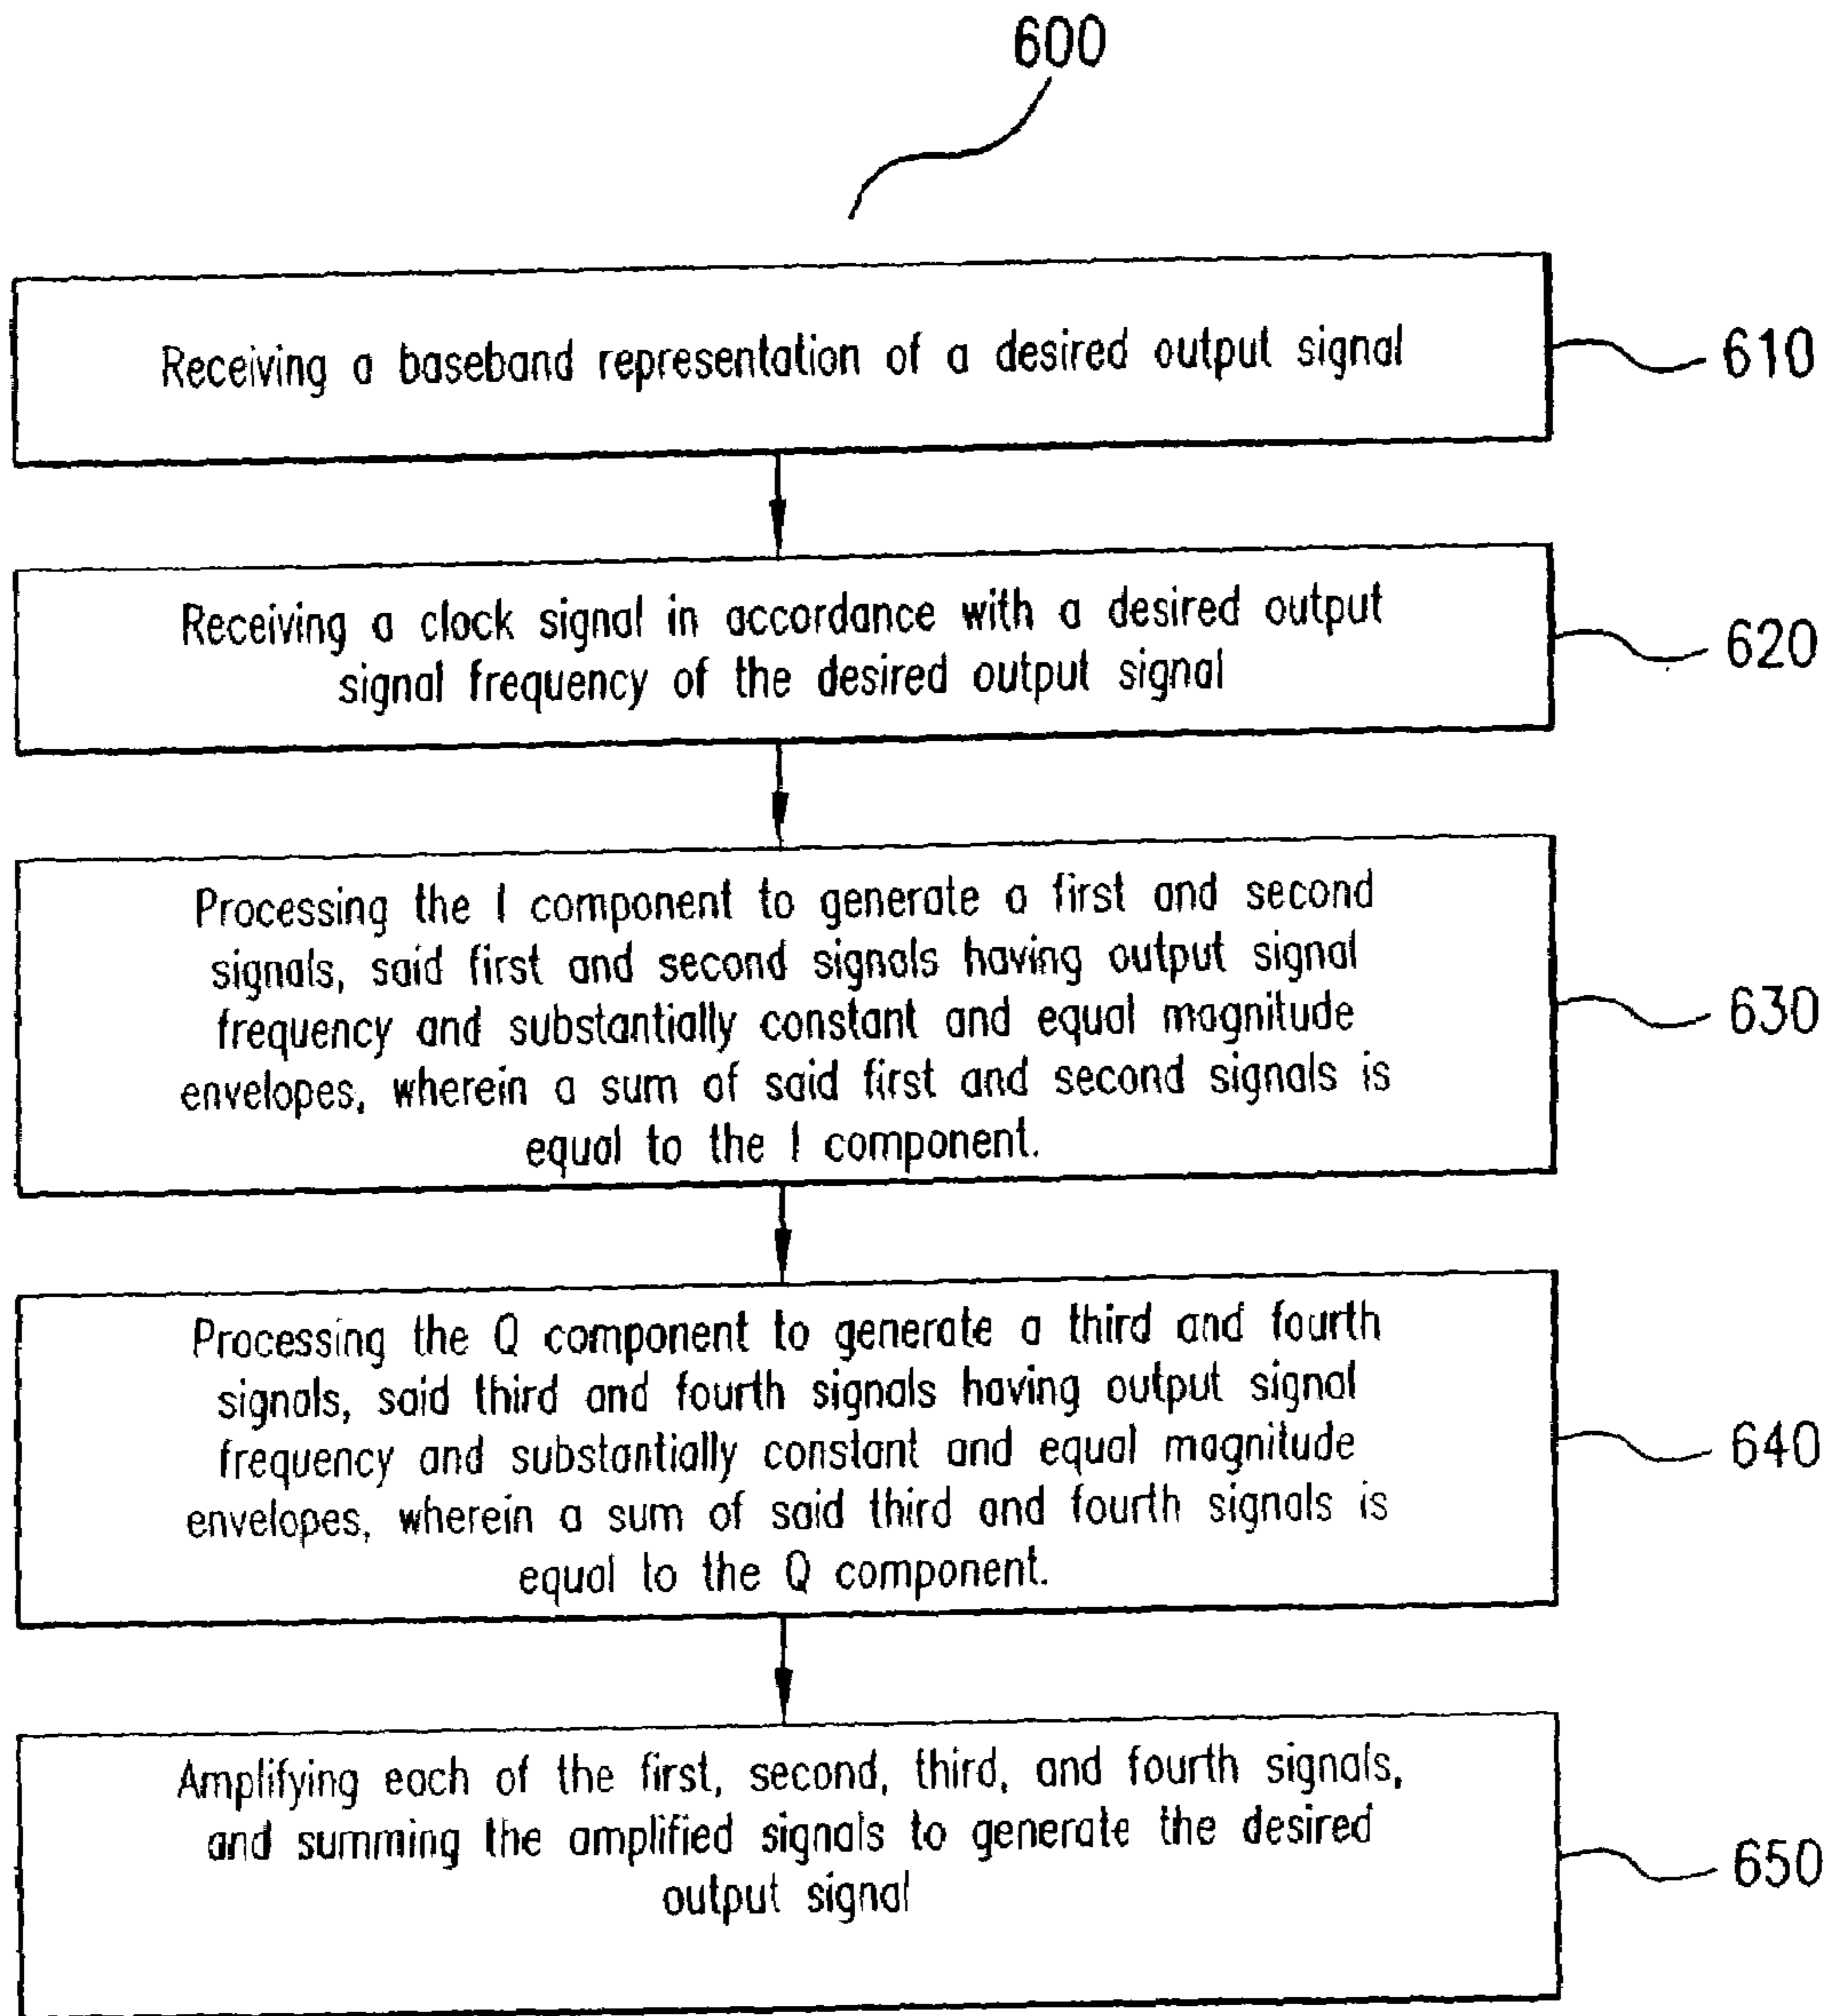 600
Receiving a baseband representation of a desired output signal
610
Receiving a clock signal in accordance with a desired output
signal frequency of the desired output signal
620
Processing the I component to generate a first and second
signals, said first and second signals having output signal
frequency and substantially constant and equal magnitude
envelopes, wherein a sum of said first and second signals is
equal to the I component.
630
Processing the Q component to generate a third and fourth
signals, said third and fourth signals having output signal
frequency and substantially constant and equal magnitude
envelopes, wherein a sum of said third and fourth signals is
equal to the Q component.
640
Amplifying each of the first, second, third, and fourth signals,
and summing the amplified signals to generate the desired
output signal
650